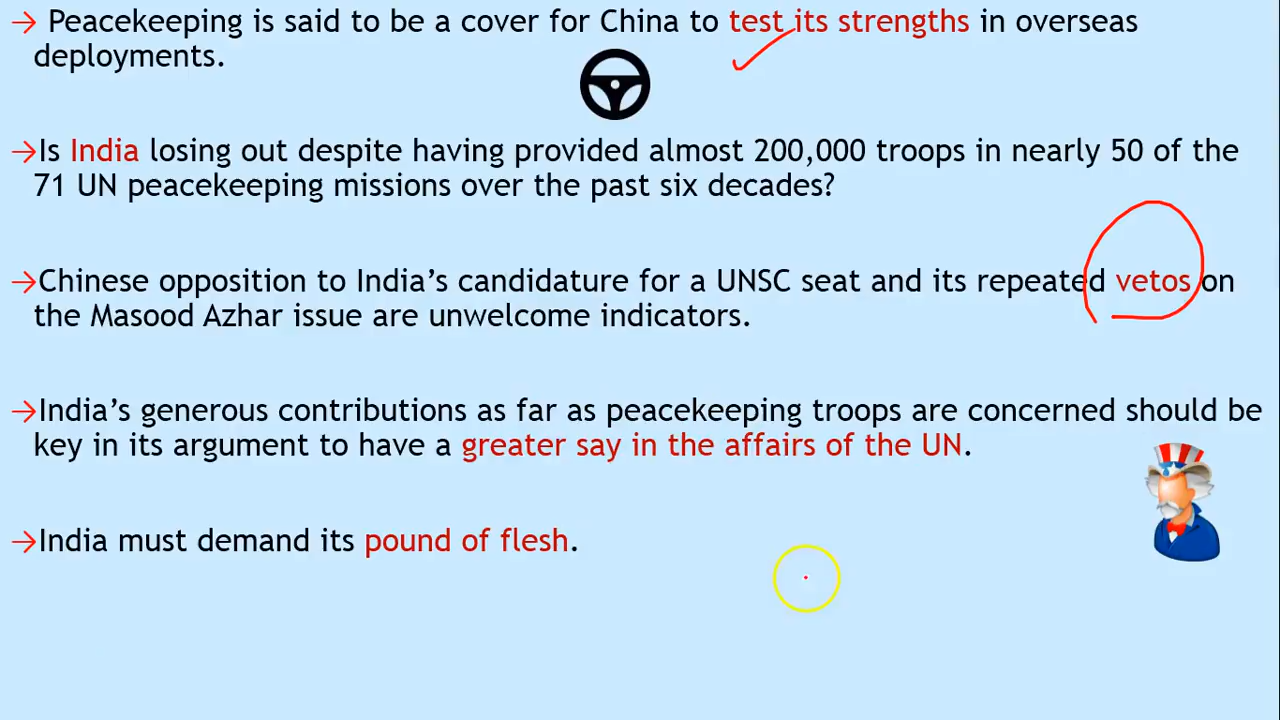 → Peacekeeping is said to be a cover for China to test its strengths in overseas
deployments.
→Is India losing out despite having provided almost 200,000 troops in nearly 50 of the
71 UN peacekeeping missions over the past six decades?
→Chinese opposition to India’s candidature for a UNSC seat and its repeated vetos on
the Masood Azhar issue are unwelcome indicators.
→India’s generous contributions as far as peacekeeping troops are concerned should be
key in its argument to have a greater say in the affairs of the UN.
→India must demand its pound of flesh.